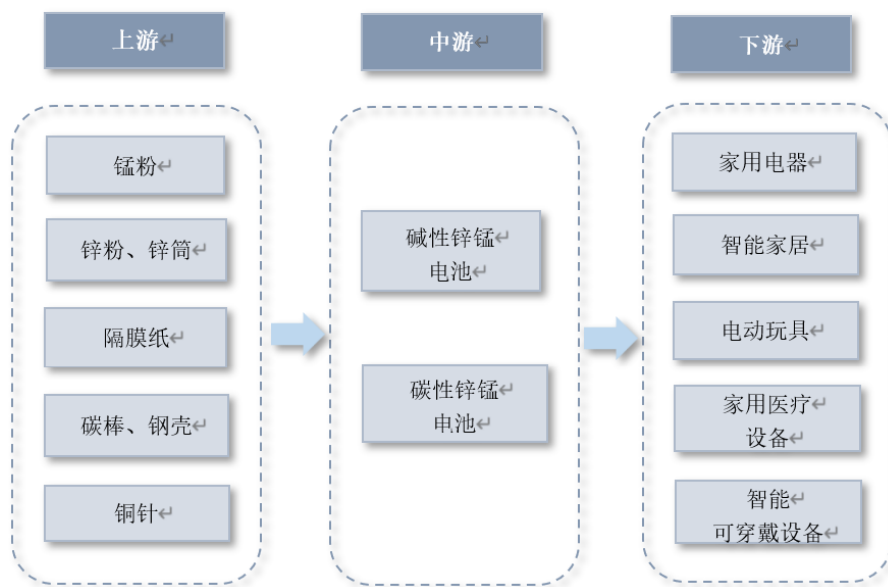 上游
锰粉
锌粉、锌筒
隔膜纸
碳棒、钢壳
铜针
中游
碱性锌锰
电池
碳性锌锰
电池
下游
家用电器
智能家居
电动玩具
家用医疗
设备
智能
可穿戴设备